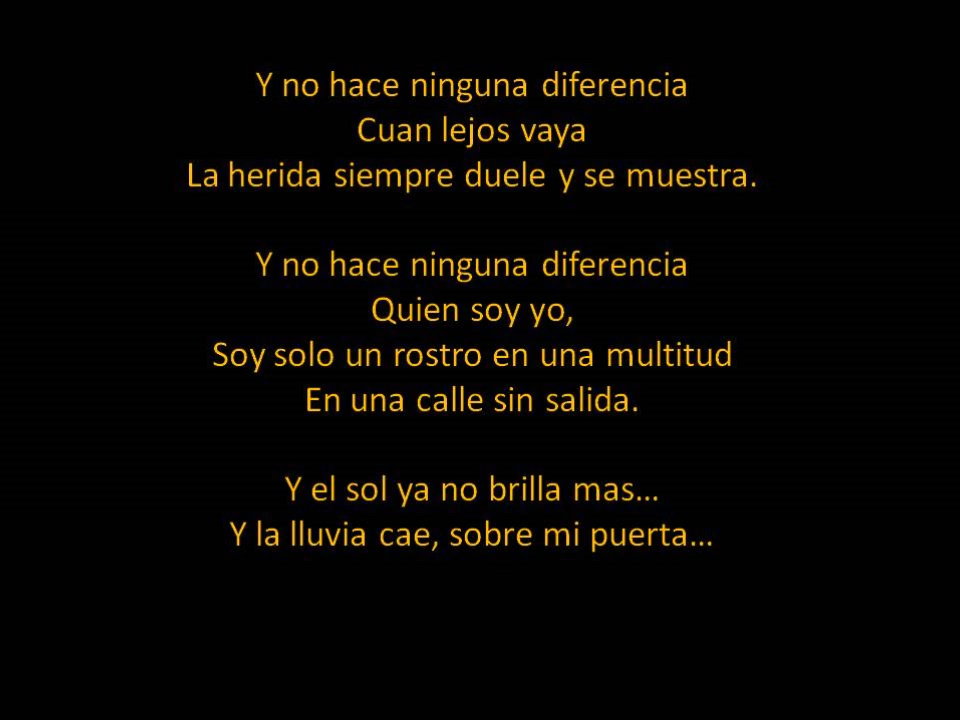 Y no hace ninguna diferencia
Cuan lejos vaya
La herida siempre duele y se muestra.
Y no hace ninguna diferencia
Quien soy yo,
Soy solo un rostro en una multitud
En una calle sin salida.
Y el sol ya no brilla mas…
Y la lluvia cae, sobre mi puerta…